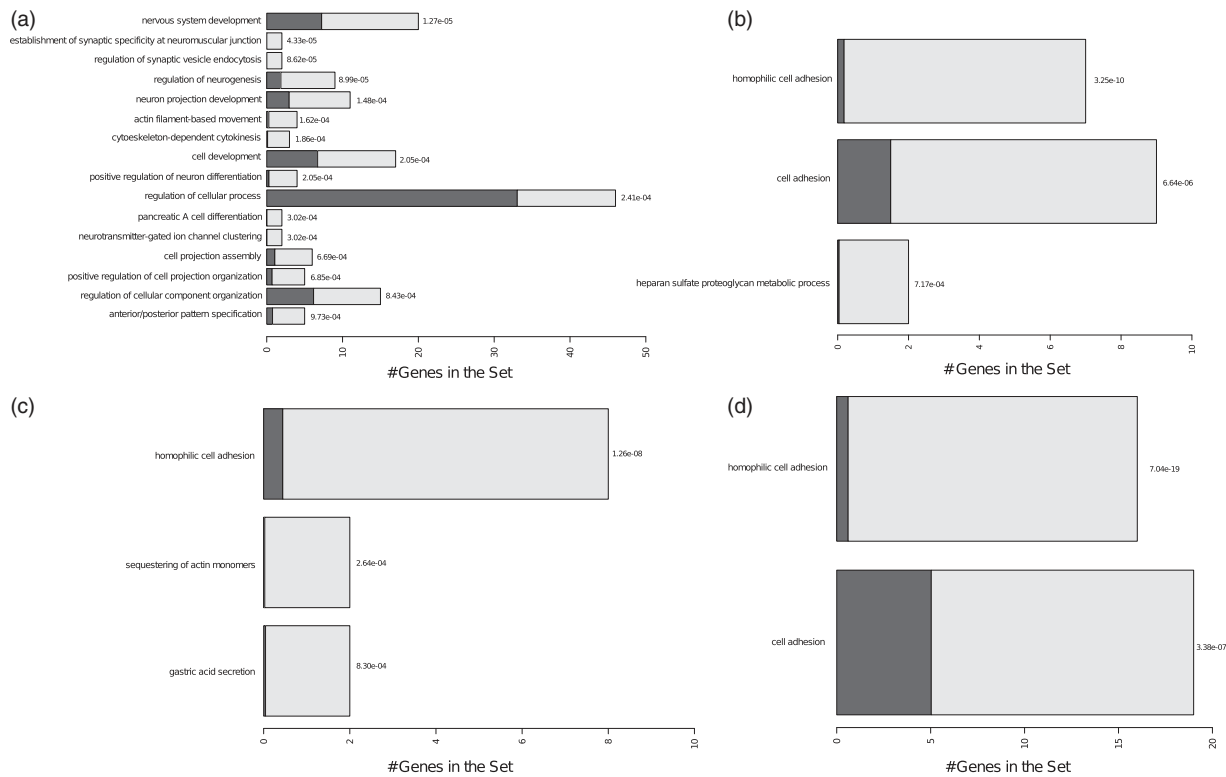 (a)
nervous system development 1.27e-05
establishment of synaptic specificity at neuromuscular junction 4.33e-05
regulation of synaptic vesicle endocytosis 8.62e-05
regulation of neurogenesis 8.99e-05
neuron projection development 1.48e-04
actin filament-based movement 1.62e-04
cytoeskeleton-dependent cytokinesis 1.86e-04
cell development 2.05e-04
positive regulation of neuron differentiation 2.05e-04
regulation of cellular process 2.41e-04
pancreatic A cell differentiation 3.02e-04
neurotransmitter-gated ion channel clustering 3.02e-04
cell projection assembly 6.69e-04
positive regulation of cell projection organization 6.85e-04
regulation of cellular component organization 8.43e-04
anterior/posterior pattern specification 9.73e-04
0 10 20 30 40 50
#Genes in the Set
(b)
homophilic cell adhesion 3.25e-10
cell adhesion 6.64e-06
heparan sulfate proteoglycan metabolic process 7.17e-04
0 2 4 6 8 10
#Genes in the Set
(c)
homophilic cell adhesion 1.26e-08
sequestering of actin monomers 2.64e-04
gastric acid secretion 8.30e-04
0 2 4 6 8 10
#Genes in the Set
(d)
homophilic cell adhesion 7.04e-19
cell adhesion 3.38e-07
0 5 10 15 20
#Genes in the Set